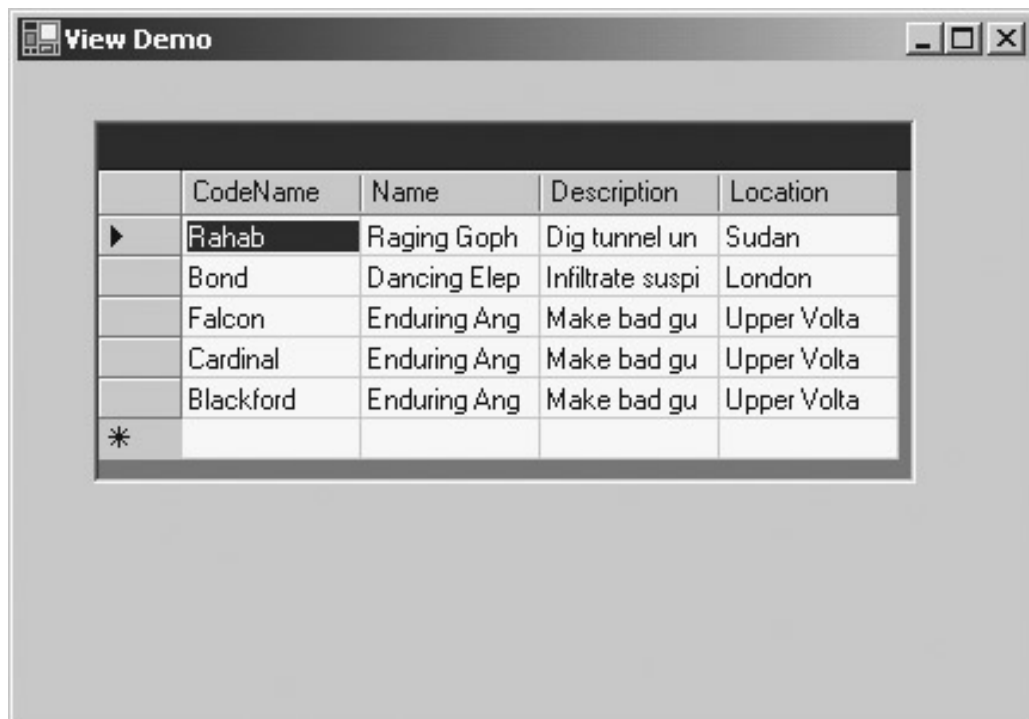 View Demo
CodeName Name Description Location
Rahab Raging Goph Dig tunnel un Sudan
Bond Dancing Elep Infiltrate suspi London
Falcon Enduring Ang Make bad gu Upper Volta
Cardinal Enduring Ang Make bad gu Upper Volta
Blackford Enduring Ang Make bad gu Upper Volta